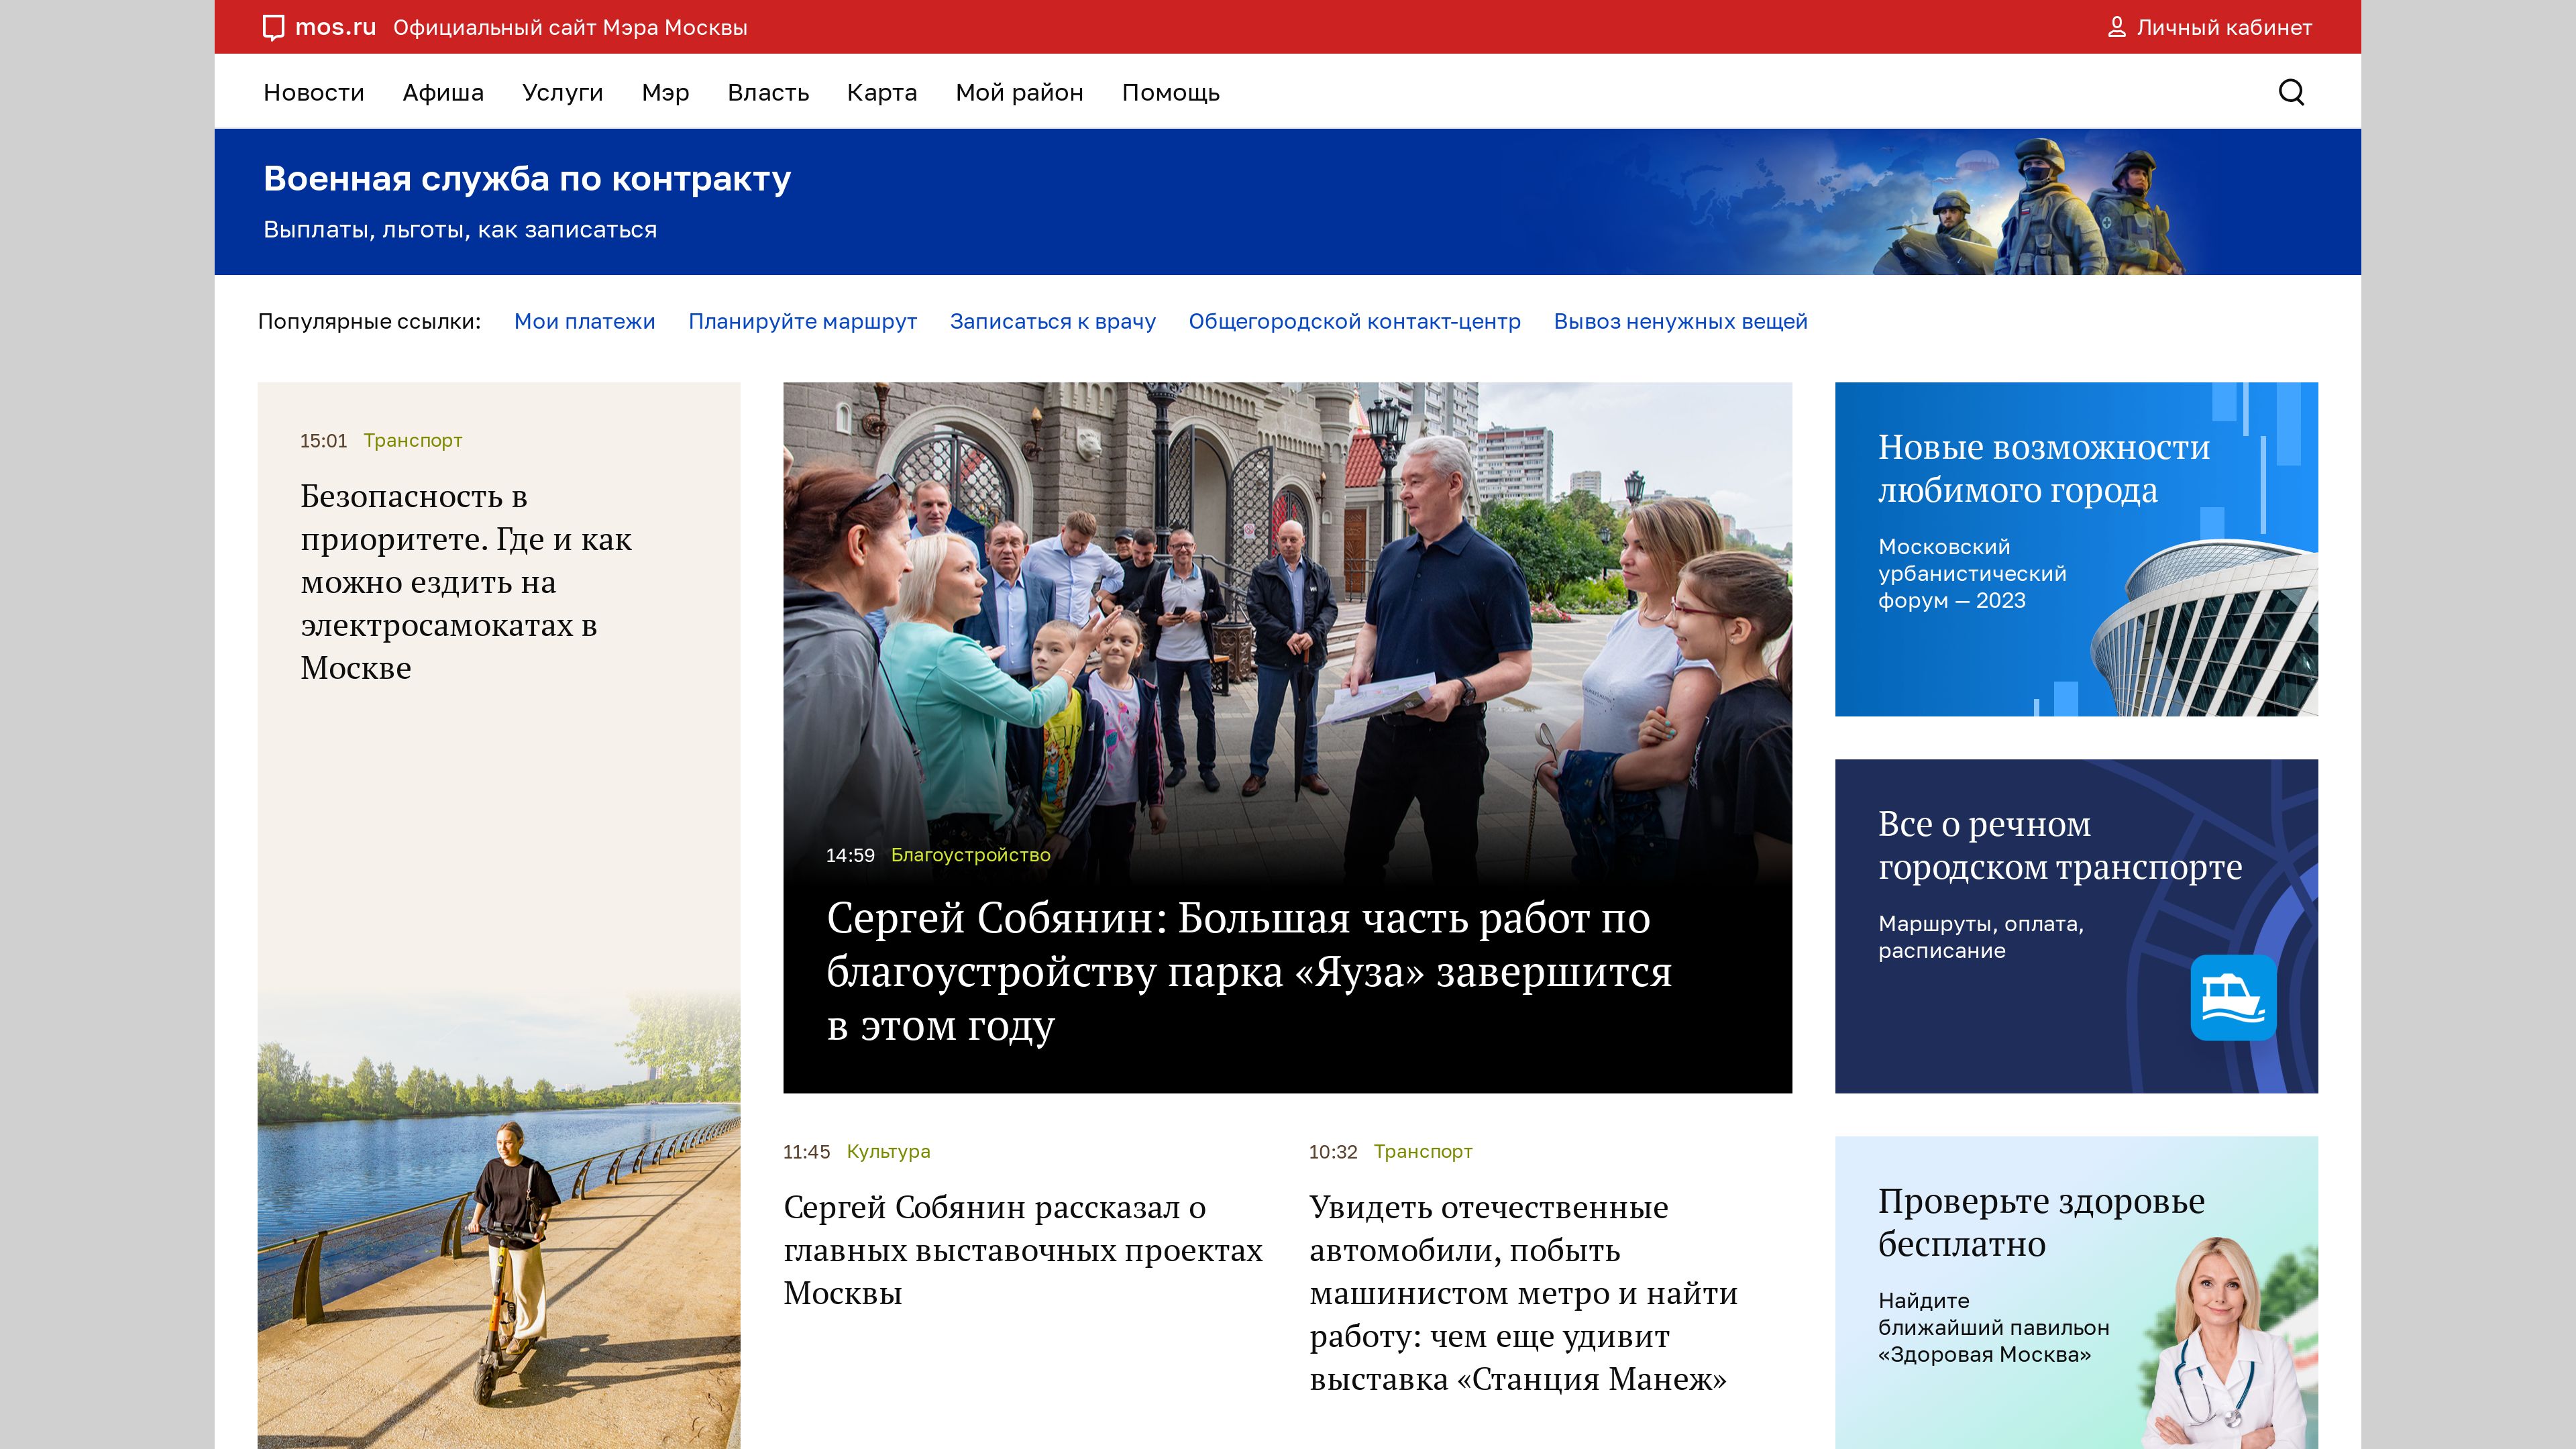 mos.ru Официальный сайт Мэра Москвы
Личный кабинет
Новости Афиша Услуги Мэр Власть Карта Мой район Помощь
Военная служба по контракту
Выплаты, льготы, как записаться
Популярные ссылки: Мои платежи Планируйте маршрут Записаться к врачу Общегородской контакт-центр Вывоз ненужных вещей
15:01 Транспорт
Безопасность в
приоритете. Где и как
можно ездить на
электросамокатах в
Москве
14:59 Благоустройство
Сергей Собянин: Большая часть работ по
благоустройству парка «Яуза» завершится
в этом году
11:45 Культура
Сергей Собянин рассказал о
главных выставочных проектах
Москвы
10:32 Транспорт
Увидеть отечественные
автомобили, побыть
машинистом метро и найти
работу: чем еще удивит
выставка «Станция Манеж»
Новые возможности
любимого города
Московский
урбанистический
форум — 2023
Все о речном
городском транспорте
Маршруты, оплата,
расписание
Проверьте здоровье
бесплатно
Найдите
ближайший павильон
«Здоровая Москва»